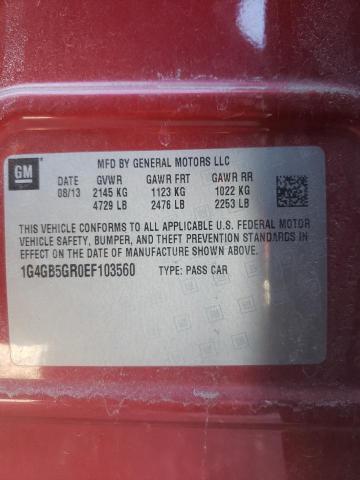 GM
MFD BY GENERAL MOTORS LLC
DATE GVWR GAWR FRT GAWR RR
08/13 2145 KG 1123 KG 1022 KG
4729 LB 2476 LB 2253 LB
THIS VEHICLE CONFORMS TO ALL APPLICABLE U.S. FEDERAL MOTOR
VEHICLE SAFETY, BUMPER, AND THEFT PREVENTION STANDARDS IN
EFFECT ON THE DATE OF MANUFACTURE SHOWN ABOVE.
1G4GB5GR0EF103560 TYPE: PASS CAR